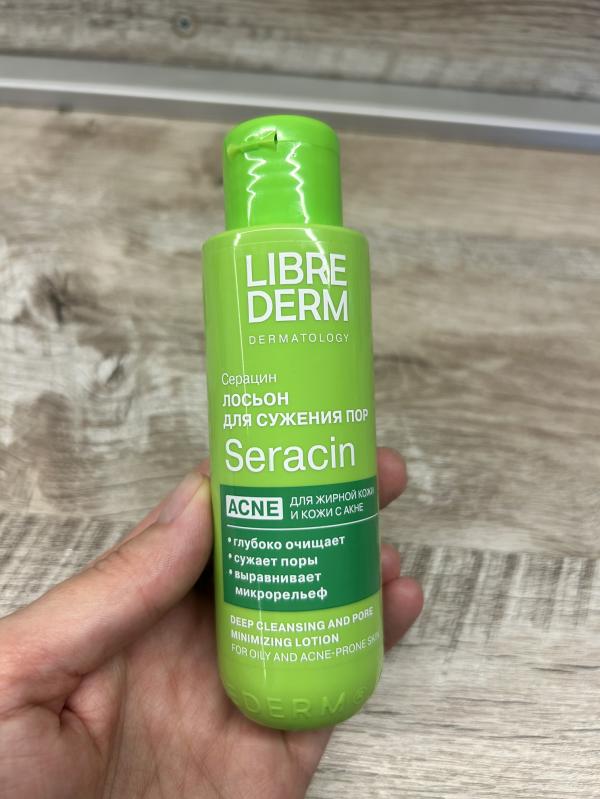 LIBRE
DERM
DERMATOLOGY
Серацин
ЛОСЬОН
ДЛЯ СУЖЕНИЯ ПОР
Seracin
ACNE
ДЛЯ ЖИРНОЙ КОЖИ
И КОЖИ С АКНЕ
• глубоко очищает
• сужает поры
• выравнивает
микрорельеф
DEEP CLEANSING AND PORE
MINIMIZING LOTION
FOR OILY AND ACNE-PRONE SKIN
EDERM®